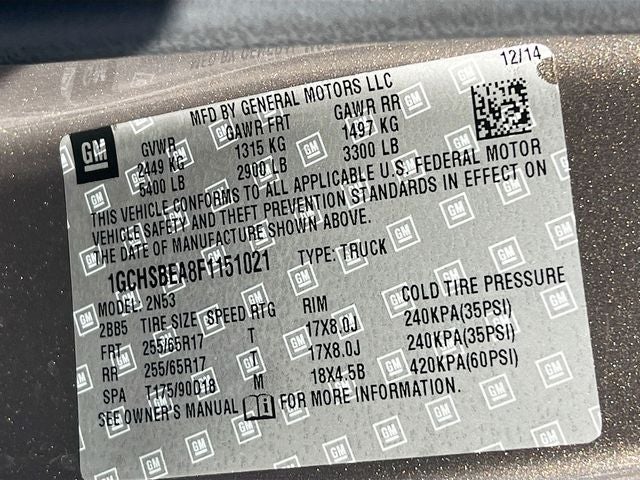 12/14
MFD BY GENERAL MOTORS LLC
GM
GVWR GAWR FRT GAWR RR
2449 KG 1315 KG 1497 KG
5400 LB 2900 LB 3300 LB
THIS VEHICLE CONFORMS TO ALL APPLICABLE U.S. FEDERAL MOTOR
VEHICLE SAFETY AND THEFT PREVENTION STANDARDS IN EFFECT ON
THE DATE OF MANUFACTURE SHOWN ABOVE.
1GCHSBEA8F1151021 TYPE: TRUCK
MODEL: 2N53
2BB5 TIRE SIZE SPEED RTG RIM COLD TIRE PRESSURE
FRT 255/65R17 T 17X8.0J 240KPA(35PSI)
RR 255/65R17 T 17X8.0J 240KPA(35PSI)
SPA T175/90D18 M 18X4.5B 420KPA(60PSI)
SEE OWNER'S MANUAL FOR MORE INFORMATION.